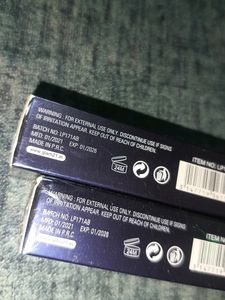 WARNING : FOR EXTERNAL USE ONLY. DISCONTINUE USE IF SIGNS
OF IRRITATION APPEAR. KEEP OUT OF REACH OF CHILDREN.
BATCH NO: LP171AB
MFD: 01/2021 EXP: 01/2026
MADE IN P.R.C.
24M
ITEM NO: LP
WARNING : FOR EXTERNAL USE ONLY. DISCONTINUE USE IF SIGNS
OF IRRITATION APPEAR. KEEP OUT OF REACH OF CHILDREN.
BATCH NO: LP171AB
MFD: 01/2021 EXP: 01/2026
MADE IN P.R.C.
24M
ITEM N